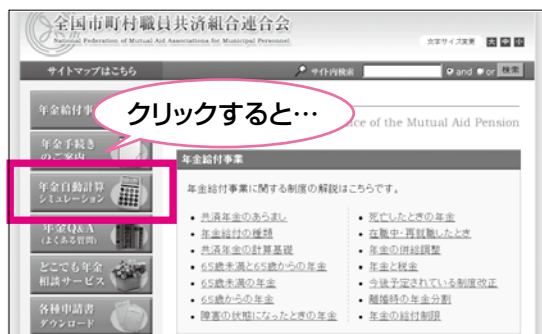 全国市町村職員共済組合連合会
National Federation of Mutual Aid Associations for Municipal Personnel
文字サイズ変更 大 中 小
サイトマップはこちら
サイト内検索 and or 検索
年金給付事
クリックすると…
ce of the Mutual Aid Pension
年金手続き
のご案内
年金給付事業
年金自動計算
シミュレーション
年金給付事業に関する制度の解説はこちらです。
• 共済年金のあらまし
• 年金給付の種類
• 共済年金の計算基礎
• 65歳未満と65歳からの年金
• 65歳未満の年金
• 65歳からの年金
• 障害の状態になったときの年金
• 死亡したときの年金
• 在職中・再就職したとき
• 年金の併給調整
• 年金と税金
• 今後予定されている制度改正
• 離婚時の年金分割
• 年金の給付制限
年金Q&A
(よくある質問)
どこでも年金
相談サービス
各種申請書
ダウンロード